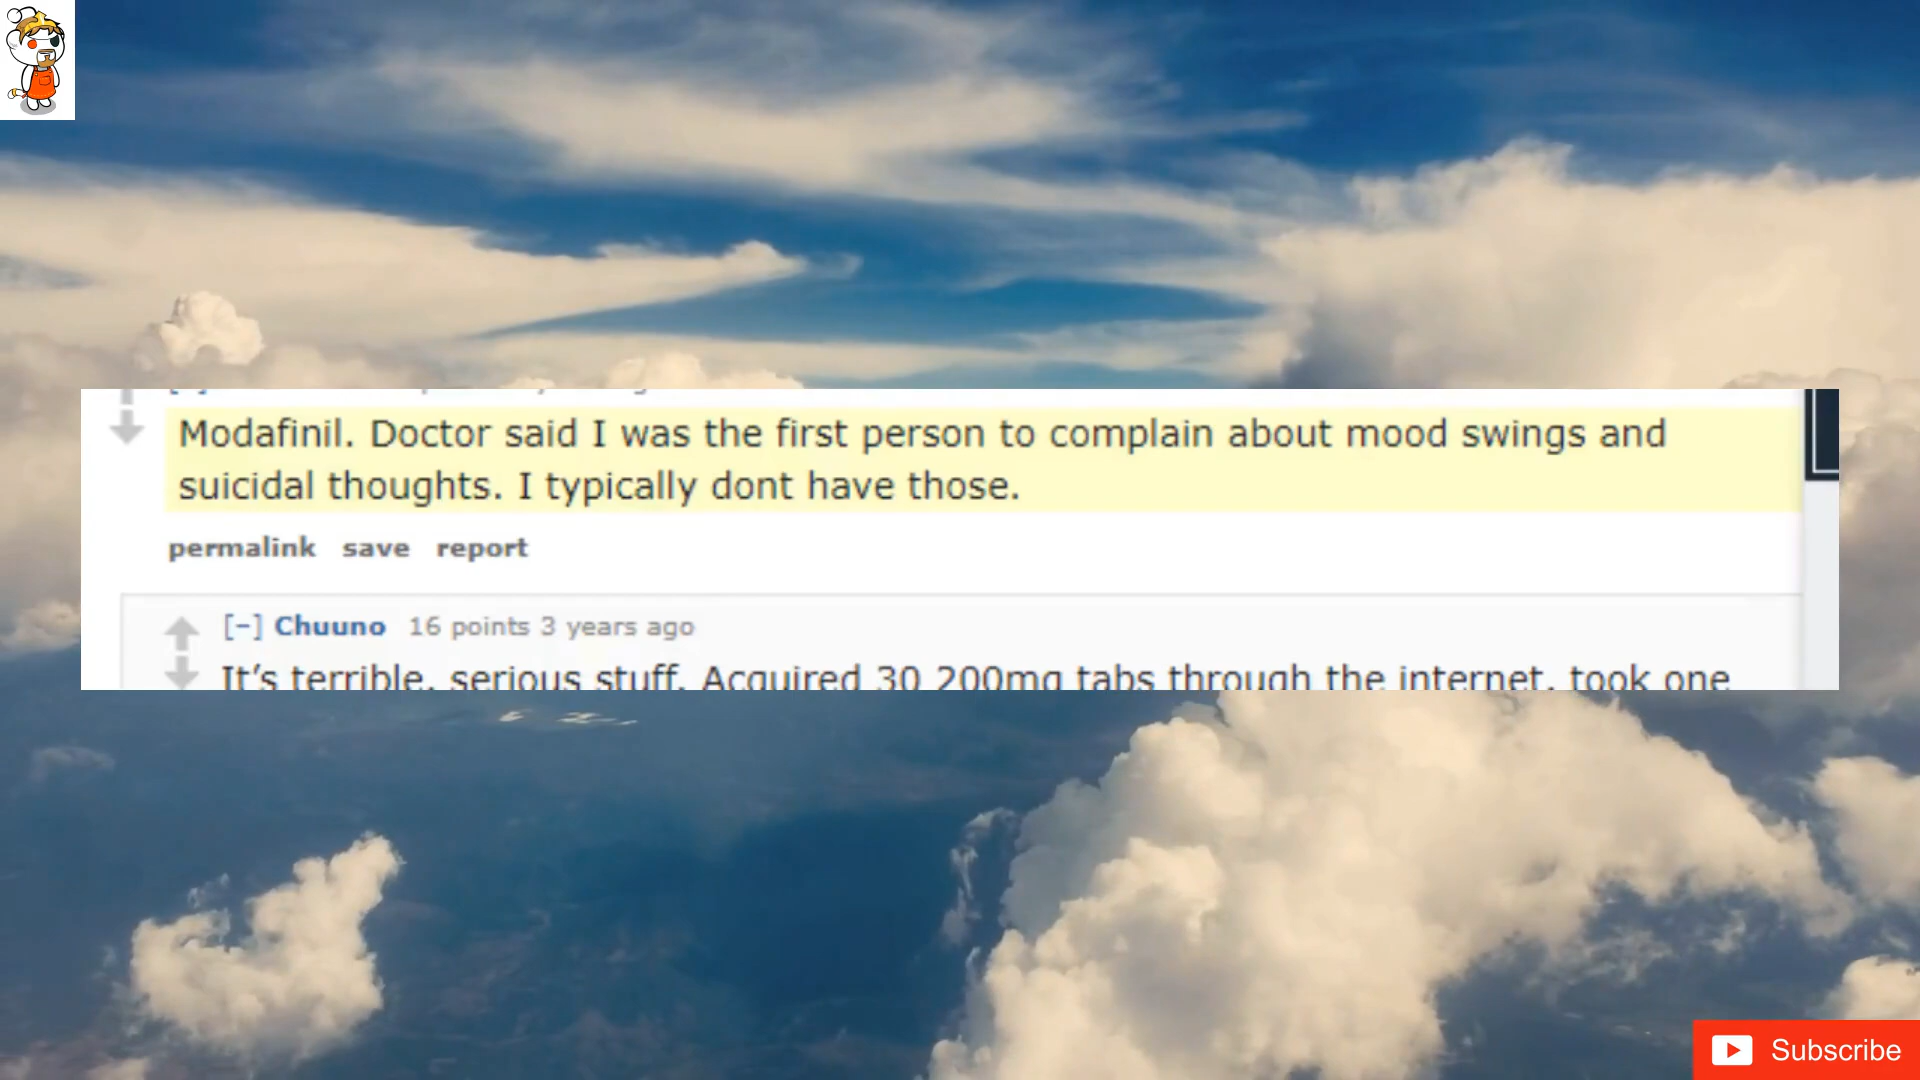 Modafinil. Doctor said I was the first person to complain about mood swings and
suicidal thoughts. I typically dont have those.
permalink save report
[-] Chuuno 16 points 3 years ago
It's terrible, serious stuff. Acquired 30 200mg tabs through the internet, took one
Subscribe